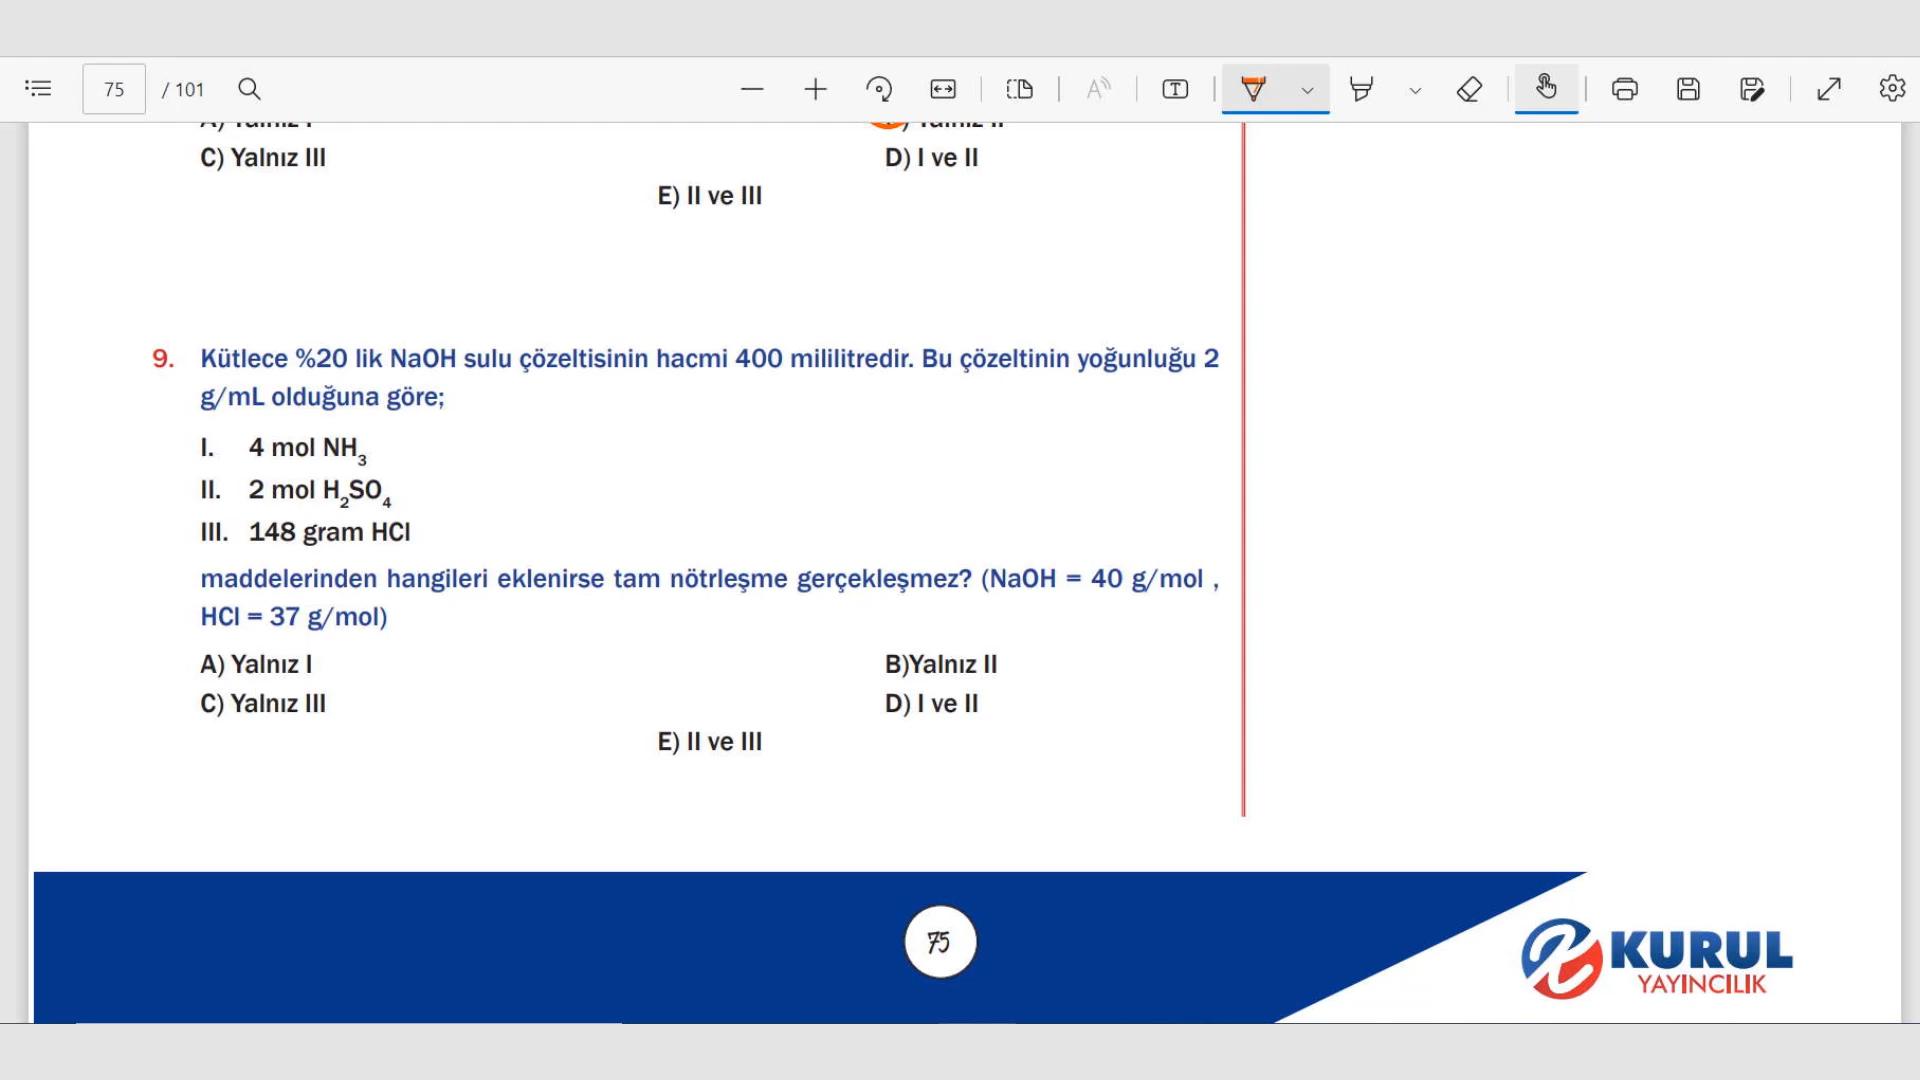 75 / 101
C) Yalnız III
D) I ve II
E) II ve III
9. Kütlece %20 lik NaOH sulu çözeltisinin hacmi 400 mililitredir. Bu çözeltinin yoğunluğu 2
g/mL olduğuna göre;
I. 4 mol NH3
II. 2 mol H2SO4
III. 148 gram HCl
maddelerinden hangileri eklenirse tam nötrleşme gerçekleşmez? (NaOH = 40 g/mol ,
HCl = 37 g/mol)
A) Yalnız I
B)Yalnız II
C) Yalnız III
D) I ve II
E) II ve III
75
KURUL
YAYINCILIK